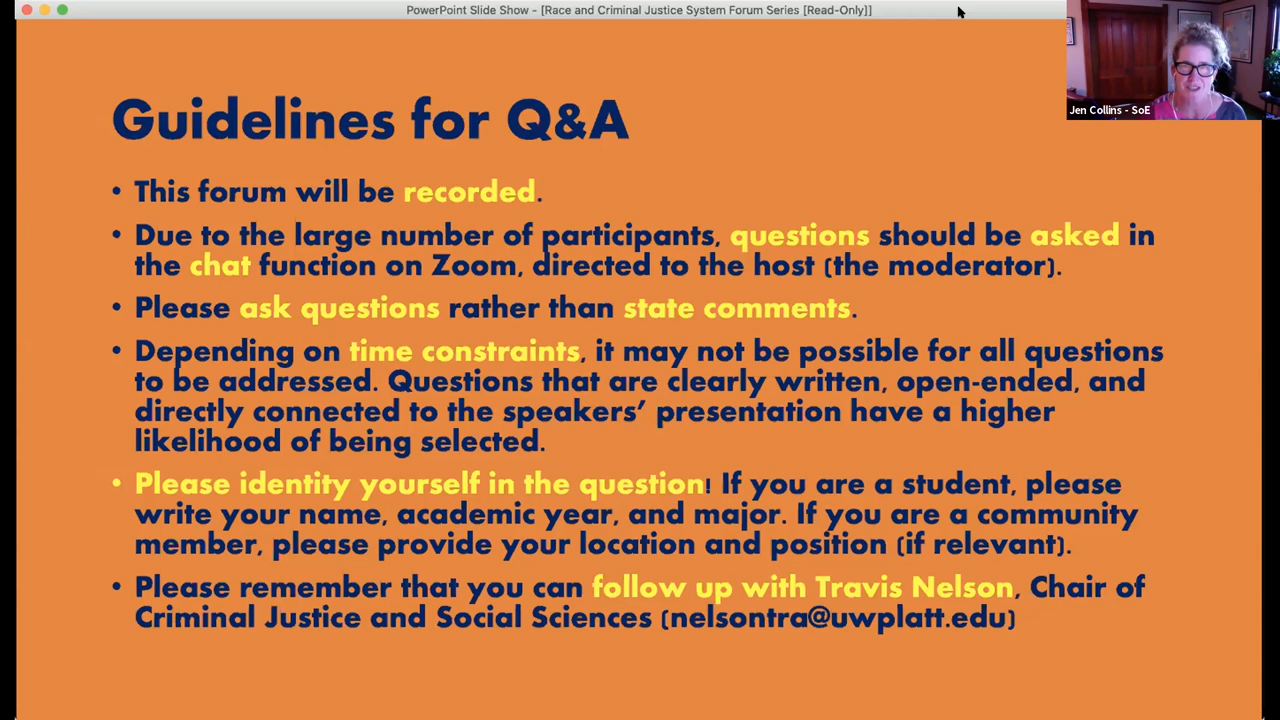 PowerPoint Slide Show - [Race and Criminal Justice System Forum Series [Read-Only]]
Jen Collins - SoE
Guidelines for Q&A
• This forum will be recorded.
• Due to the large number of participants, questions should be asked in
the chat function on Zoom, directed to the host (the moderator).
• Please ask questions rather than state comments.
• Depending on time constraints, it may not be possible for all questions
to be addressed. Questions that are clearly written, open-ended, and
directly connected to the speakers’ presentation have a higher
likelihood of being selected.
• Please identity yourself in the question! If you are a student, please
write your name, academic year, and major. If you are a community
member, please provide your location and position (if relevant).
• Please remember that you can follow up with Travis Nelson, Chair of
Criminal Justice and Social Sciences (nelsontra@uwplatt.edu)